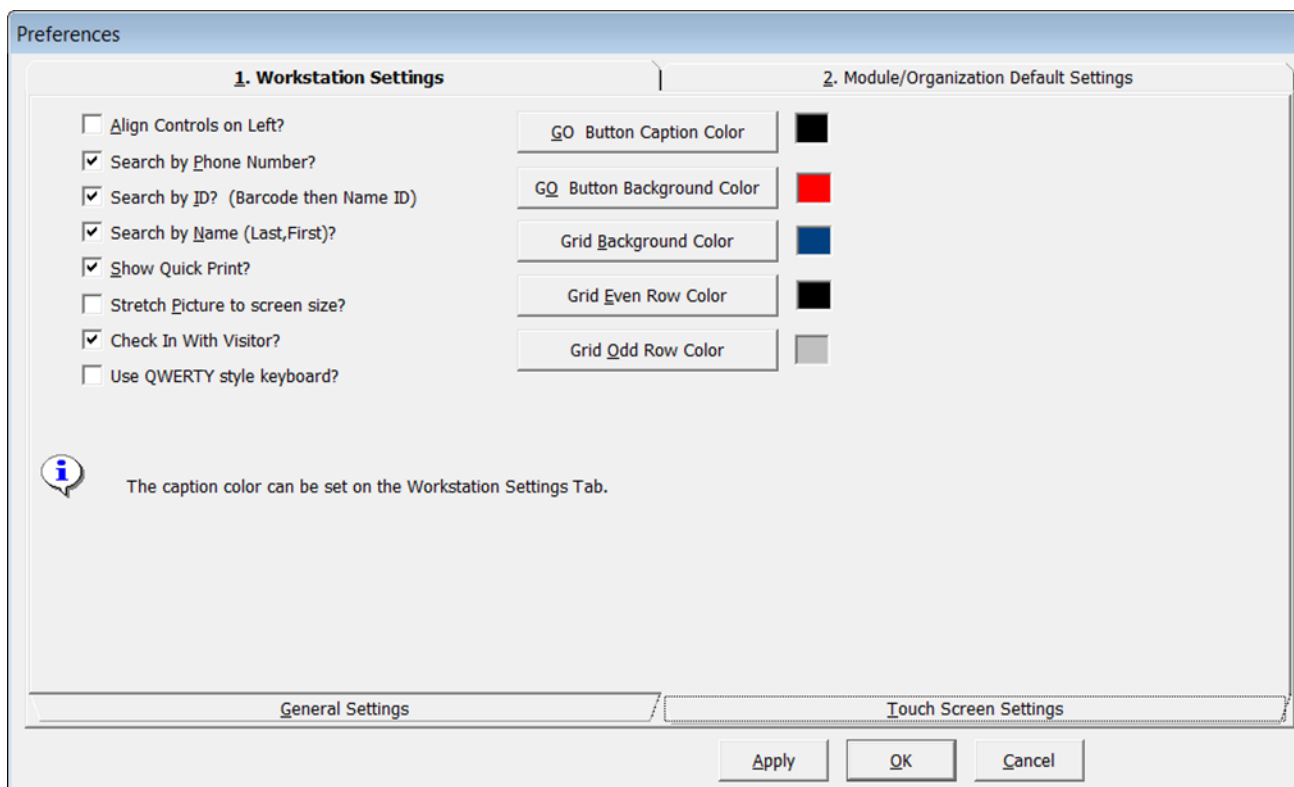 Preferences
1. Workstation Settings
2. Module/Organization Default Settings
Align Controls on Left?
Search by Phone Number?
Search by ID?  (Barcode then Name ID)
Search by Name (Last,First)?
Show Quick Print?
Stretch Picture to screen size?
Check In With Visitor?
Use QWERTY style keyboard?
GO  Button Caption Color
GO  Button Background Color
Grid Background Color
Grid Even Row Color
Grid Odd Row Color
The caption color can be set on the Workstation Settings Tab.
General Settings
Touch Screen Settings
Apply
OK
Cancel